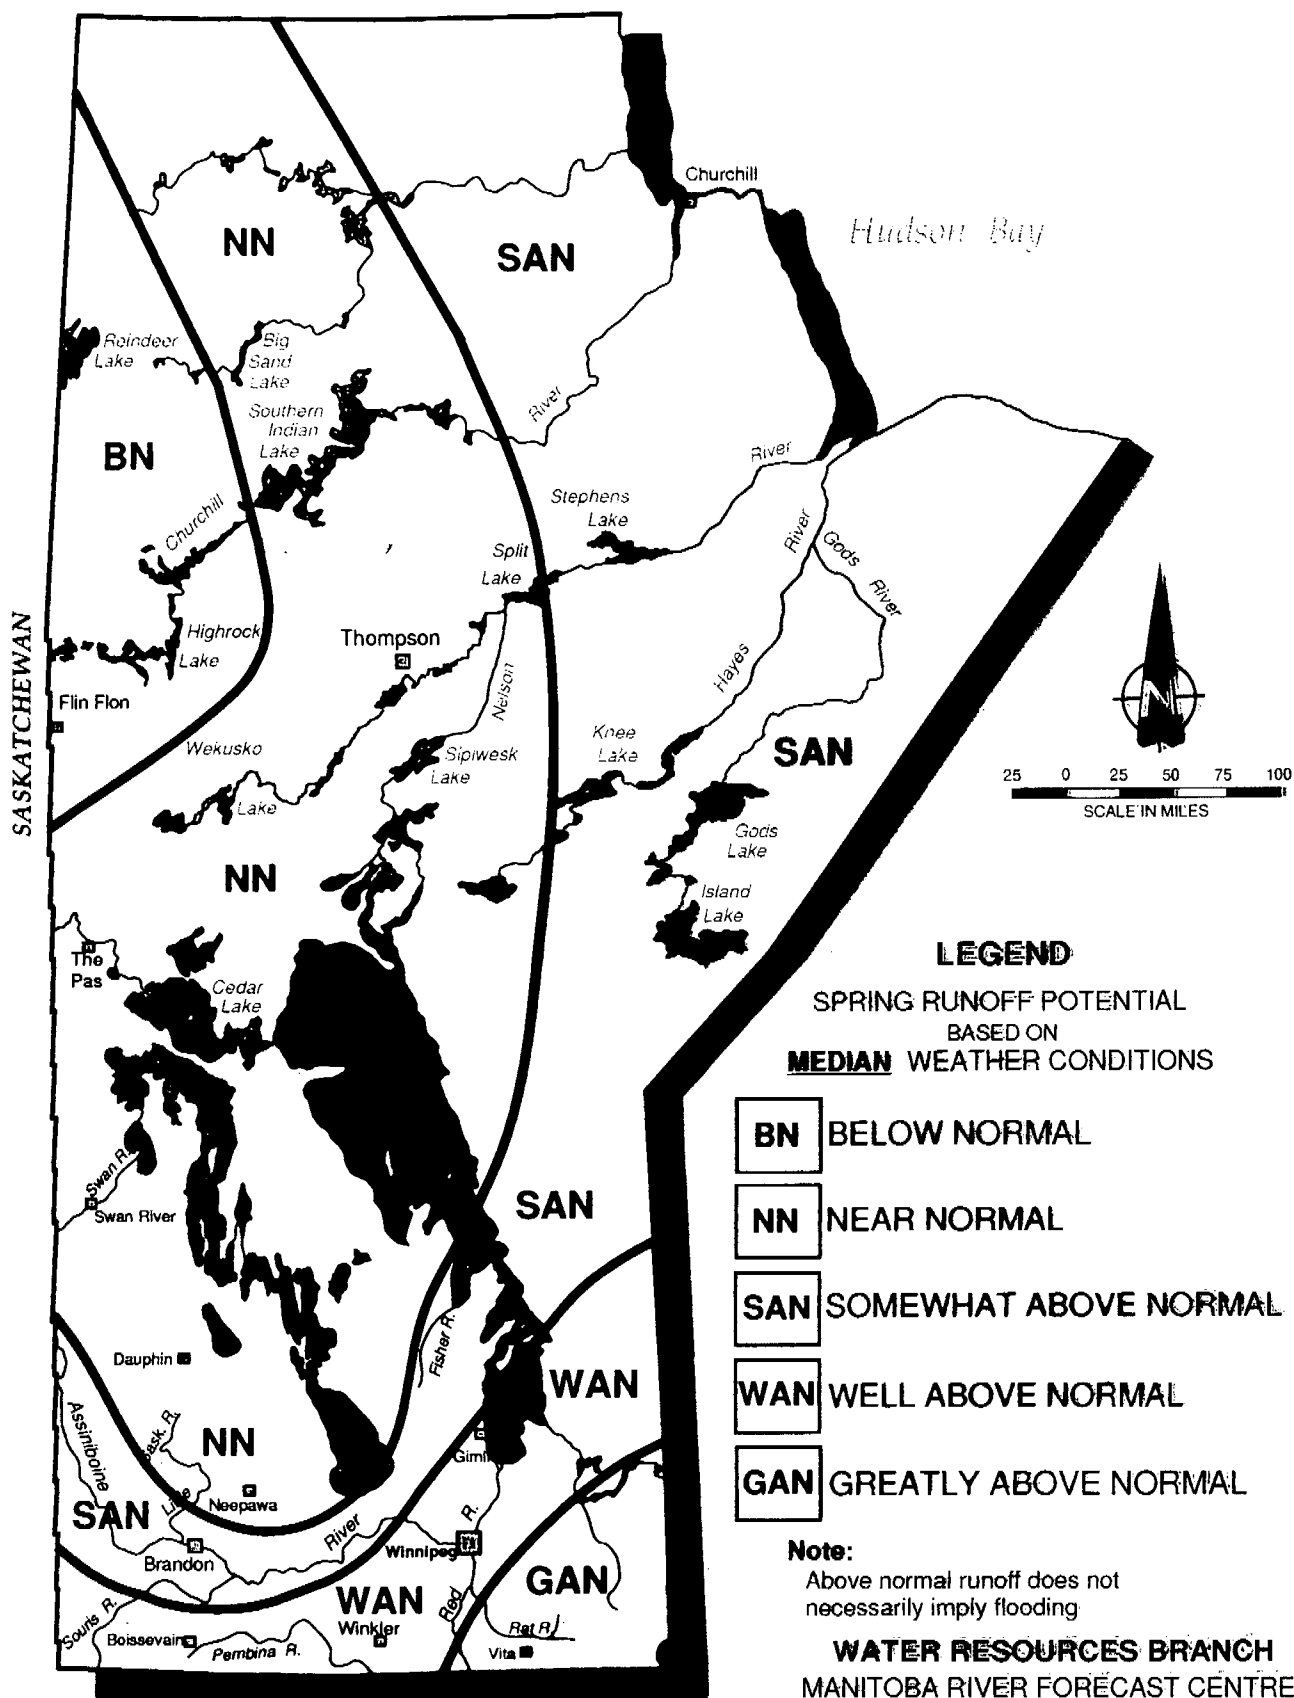 Churchill
Hudson Bay
NN
SAN
Reindeer
Lake
Big
Sand
Lake
Southern
Indian
Lake
River
BN
River
Churchill
Stephens
Lake
River
Gods
River
Split
Lake
SASKATCHEWAN
Highrock
Lake
Thompson
Nelson
Hayes
Flin Flon
Wekusko
Lake
Sipiwesk
Lake
Knee
Lake
SAN
N
25 0 25 50 75 100
SCALE IN MILES
Gods
Lake
NN
Island
Lake
The
Pas
Cedar
Lake
LEGEND
SPRING RUNOFF POTENTIAL
BASED ON
MEDIAN WEATHER CONDITIONS
BN BELOW NORMAL
Swan R.
Swan River
SAN
NN NEAR NORMAL
SAN SOMEWHAT ABOVE NORMAL
Dauphin
Fisher R.
WAN
WAN WELL ABOVE NORMAL
Assiniboine
Sask. R.
NN
Gimli
GAN GREATLY ABOVE NORMAL
SAN
Little
Neepawa
River
R.
Brandon
Winnipeg
GAN
Note:
Above normal runoff does not
necessarily imply flooding
WAN
Red
Souris R.
Boissevain
Pembina R.
Winkler
Rat R.
Vita
WATER RESOURCES BRANCH
MANITOBA RIVER FORECAST CENTRE